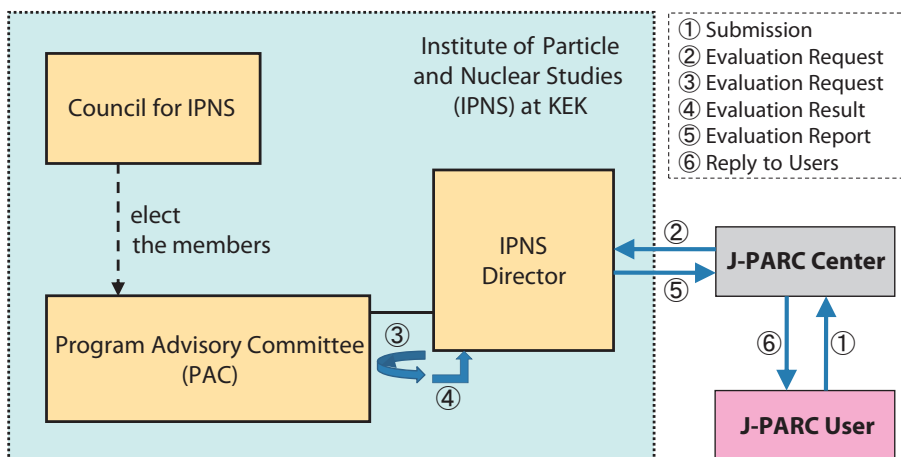 Institute of Particle
and Nuclear Studies
(IPNS) at KEK
Council for IPNS
elect
the members
IPNS
Director
Program Advisory Committee
(PAC)
③
④
① Submission
② Evaluation Request
③ Evaluation Request
④ Evaluation Result
⑤ Evaluation Report
⑥ Reply to Users
②
⑤
J-PARC Center
⑥
①
J-PARC User